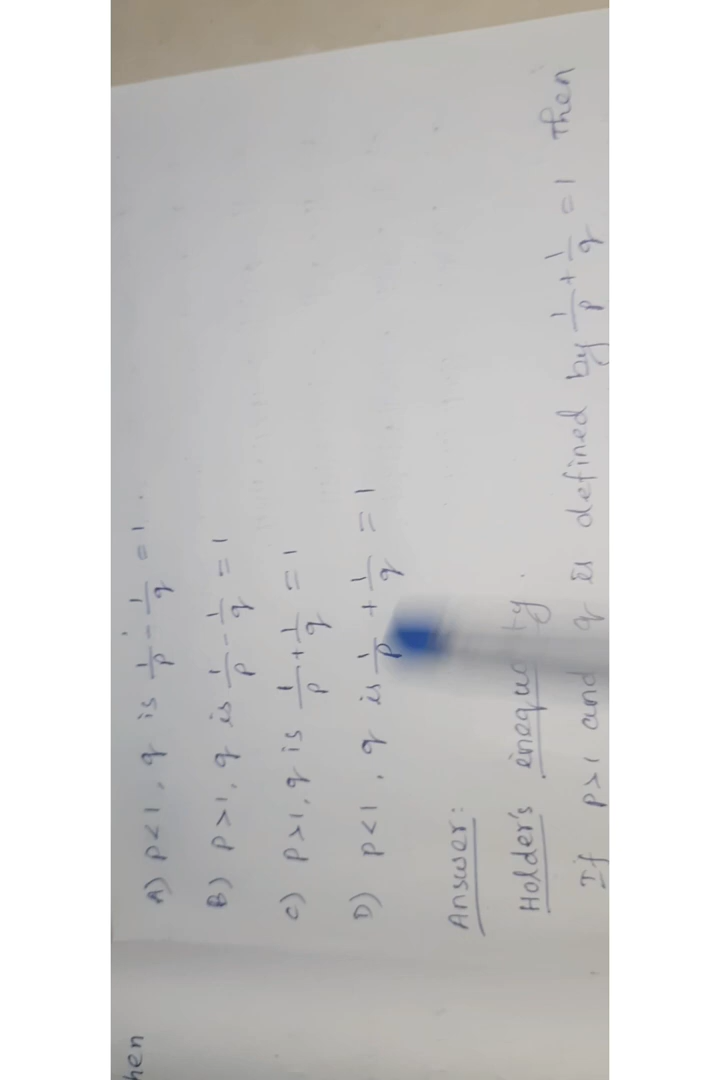 hen
A) P<1, q is 1/p - 1/q = 1.
B) P>1, q is 1/p - 1/q = 1
C) P>1, q is 1/p + 1/q = 1
D) P<1, q is 1/p + 1/q = 1
Answer:
Holder's
If P>1 and q is defined by 1/p + 1/q = 1 then